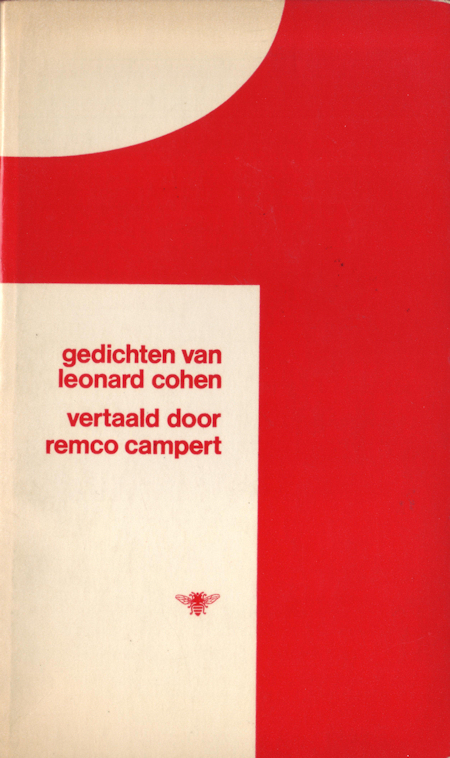 gedichten van
leonard cohen
vertaald door
remco campert